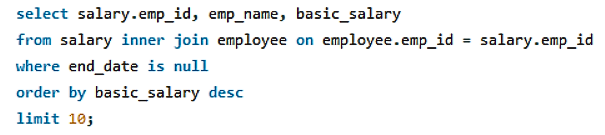 select salary.emp_id, emp_name, basic_salary
from salary inner join employee on employee.emp_id = salary.emp_id
where end_date is null
order by basic_salary desc
limit 10;